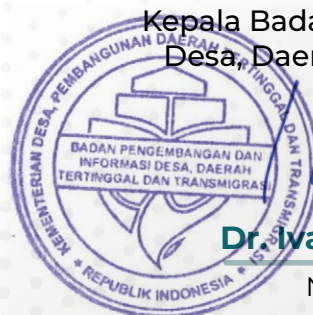 Kepala Bada
Desa, Daer
KEMENTERIAN DESA, PEMBANGUNAN DAERAH TERTINGGAL DAN TRANSMIGRASI
BADAN PENGEMBANGAN DAN
INFORMASI DESA, DAERAH
TERTINGGAL DAN TRANSMIGRASI
★ REPUBLIK INDONESIA ★
Dr. Iva
N